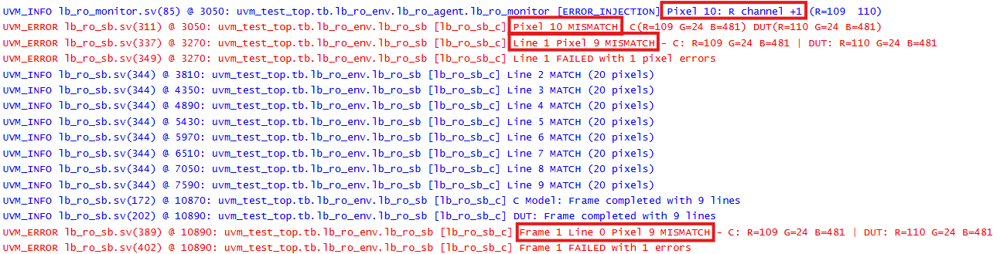 UVM_INFO lb_ro_monitor.sv(85) @ 3050: uvm_test_top.tb.lb_ro_env.lb_ro_agent.lb_ro_monitor [ERROR_INJECTION] Pixel 10: R channel +1 (R=109  110)
UVM_ERROR lb_ro_sb.sv(311) @ 3050: uvm_test_top.tb.lb_ro_env.lb_ro_sb [lb_ro_sb_c] Pixel 10 MISMATCH C(R=109 G=24 B=481) DUT(R=110 G=24 B=481)
UVM_ERROR lb_ro_sb.sv(337) @ 3270: uvm_test_top.tb.lb_ro_env.lb_ro_sb [lb_ro_sb_c] Line 1 Pixel 9 MISMATCH - C: R=109 G=24 B=481 | DUT: R=110 G=24 B=481
UVM_ERROR lb_ro_sb.sv(349) @ 3270: uvm_test_top.tb.lb_ro_env.lb_ro_sb [lb_ro_sb_c] Line 1 FAILED with 1 pixel errors
UVM_INFO lb_ro_sb.sv(344) @ 3810: uvm_test_top.tb.lb_ro_env.lb_ro_sb [lb_ro_sb_c] Line 2 MATCH (20 pixels)
UVM_INFO lb_ro_sb.sv(344) @ 4350: uvm_test_top.tb.lb_ro_env.lb_ro_sb [lb_ro_sb_c] Line 3 MATCH (20 pixels)
UVM_INFO lb_ro_sb.sv(344) @ 4890: uvm_test_top.tb.lb_ro_env.lb_ro_sb [lb_ro_sb_c] Line 4 MATCH (20 pixels)
UVM_INFO lb_ro_sb.sv(344) @ 5430: uvm_test_top.tb.lb_ro_env.lb_ro_sb [lb_ro_sb_c] Line 5 MATCH (20 pixels)
UVM_INFO lb_ro_sb.sv(344) @ 5970: uvm_test_top.tb.lb_ro_env.lb_ro_sb [lb_ro_sb_c] Line 6 MATCH (20 pixels)
UVM_INFO lb_ro_sb.sv(344) @ 6510: uvm_test_top.tb.lb_ro_env.lb_ro_sb [lb_ro_sb_c] Line 7 MATCH (20 pixels)
UVM_INFO lb_ro_sb.sv(344) @ 7050: uvm_test_top.tb.lb_ro_env.lb_ro_sb [lb_ro_sb_c] Line 8 MATCH (20 pixels)
UVM_INFO lb_ro_sb.sv(344) @ 7590: uvm_test_top.tb.lb_ro_env.lb_ro_sb [lb_ro_sb_c] Line 9 MATCH (20 pixels)
UVM_INFO lb_ro_sb.sv(172) @ 10870: uvm_test_top.tb.lb_ro_env.lb_ro_sb [lb_ro_sb_c] C Model: Frame completed with 9 lines
UVM_INFO lb_ro_sb.sv(202) @ 10890: uvm_test_top.tb.lb_ro_env.lb_ro_sb [lb_ro_sb_c] DUT: Frame completed with 9 lines
UVM_ERROR lb_ro_sb.sv(389) @ 10890: uvm_test_top.tb.lb_ro_env.lb_ro_sb [lb_ro_sb_c] Frame 1 Line 0 Pixel 9 MISMATCH - C: R=109 G=24 B=481 | DUT: R=110 G=24 B=481
UVM_ERROR lb_ro_sb.sv(402) @ 10890: uvm_test_top.tb.lb_ro_env.lb_ro_sb [lb_ro_sb_c] Frame 1 FAILED with 1 errors